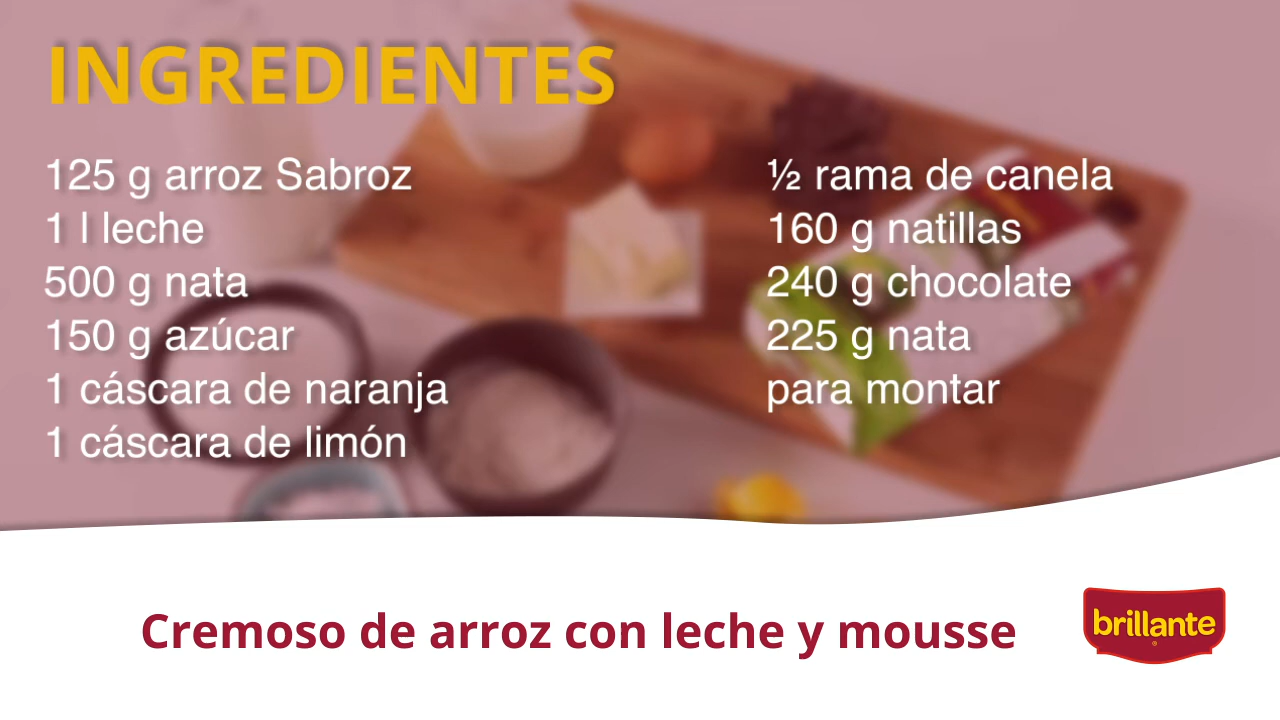 INGREDIENTES
125 g arroz Sabroz
1 l leche
500 g nata
150 g azúcar
1 cáscara de naranja
1 cáscara de limón
½ rama de canela
160 g natillas
240 g chocolate
225 g nata
para montar
Cremoso de arroz con leche y mousse
brillante
®